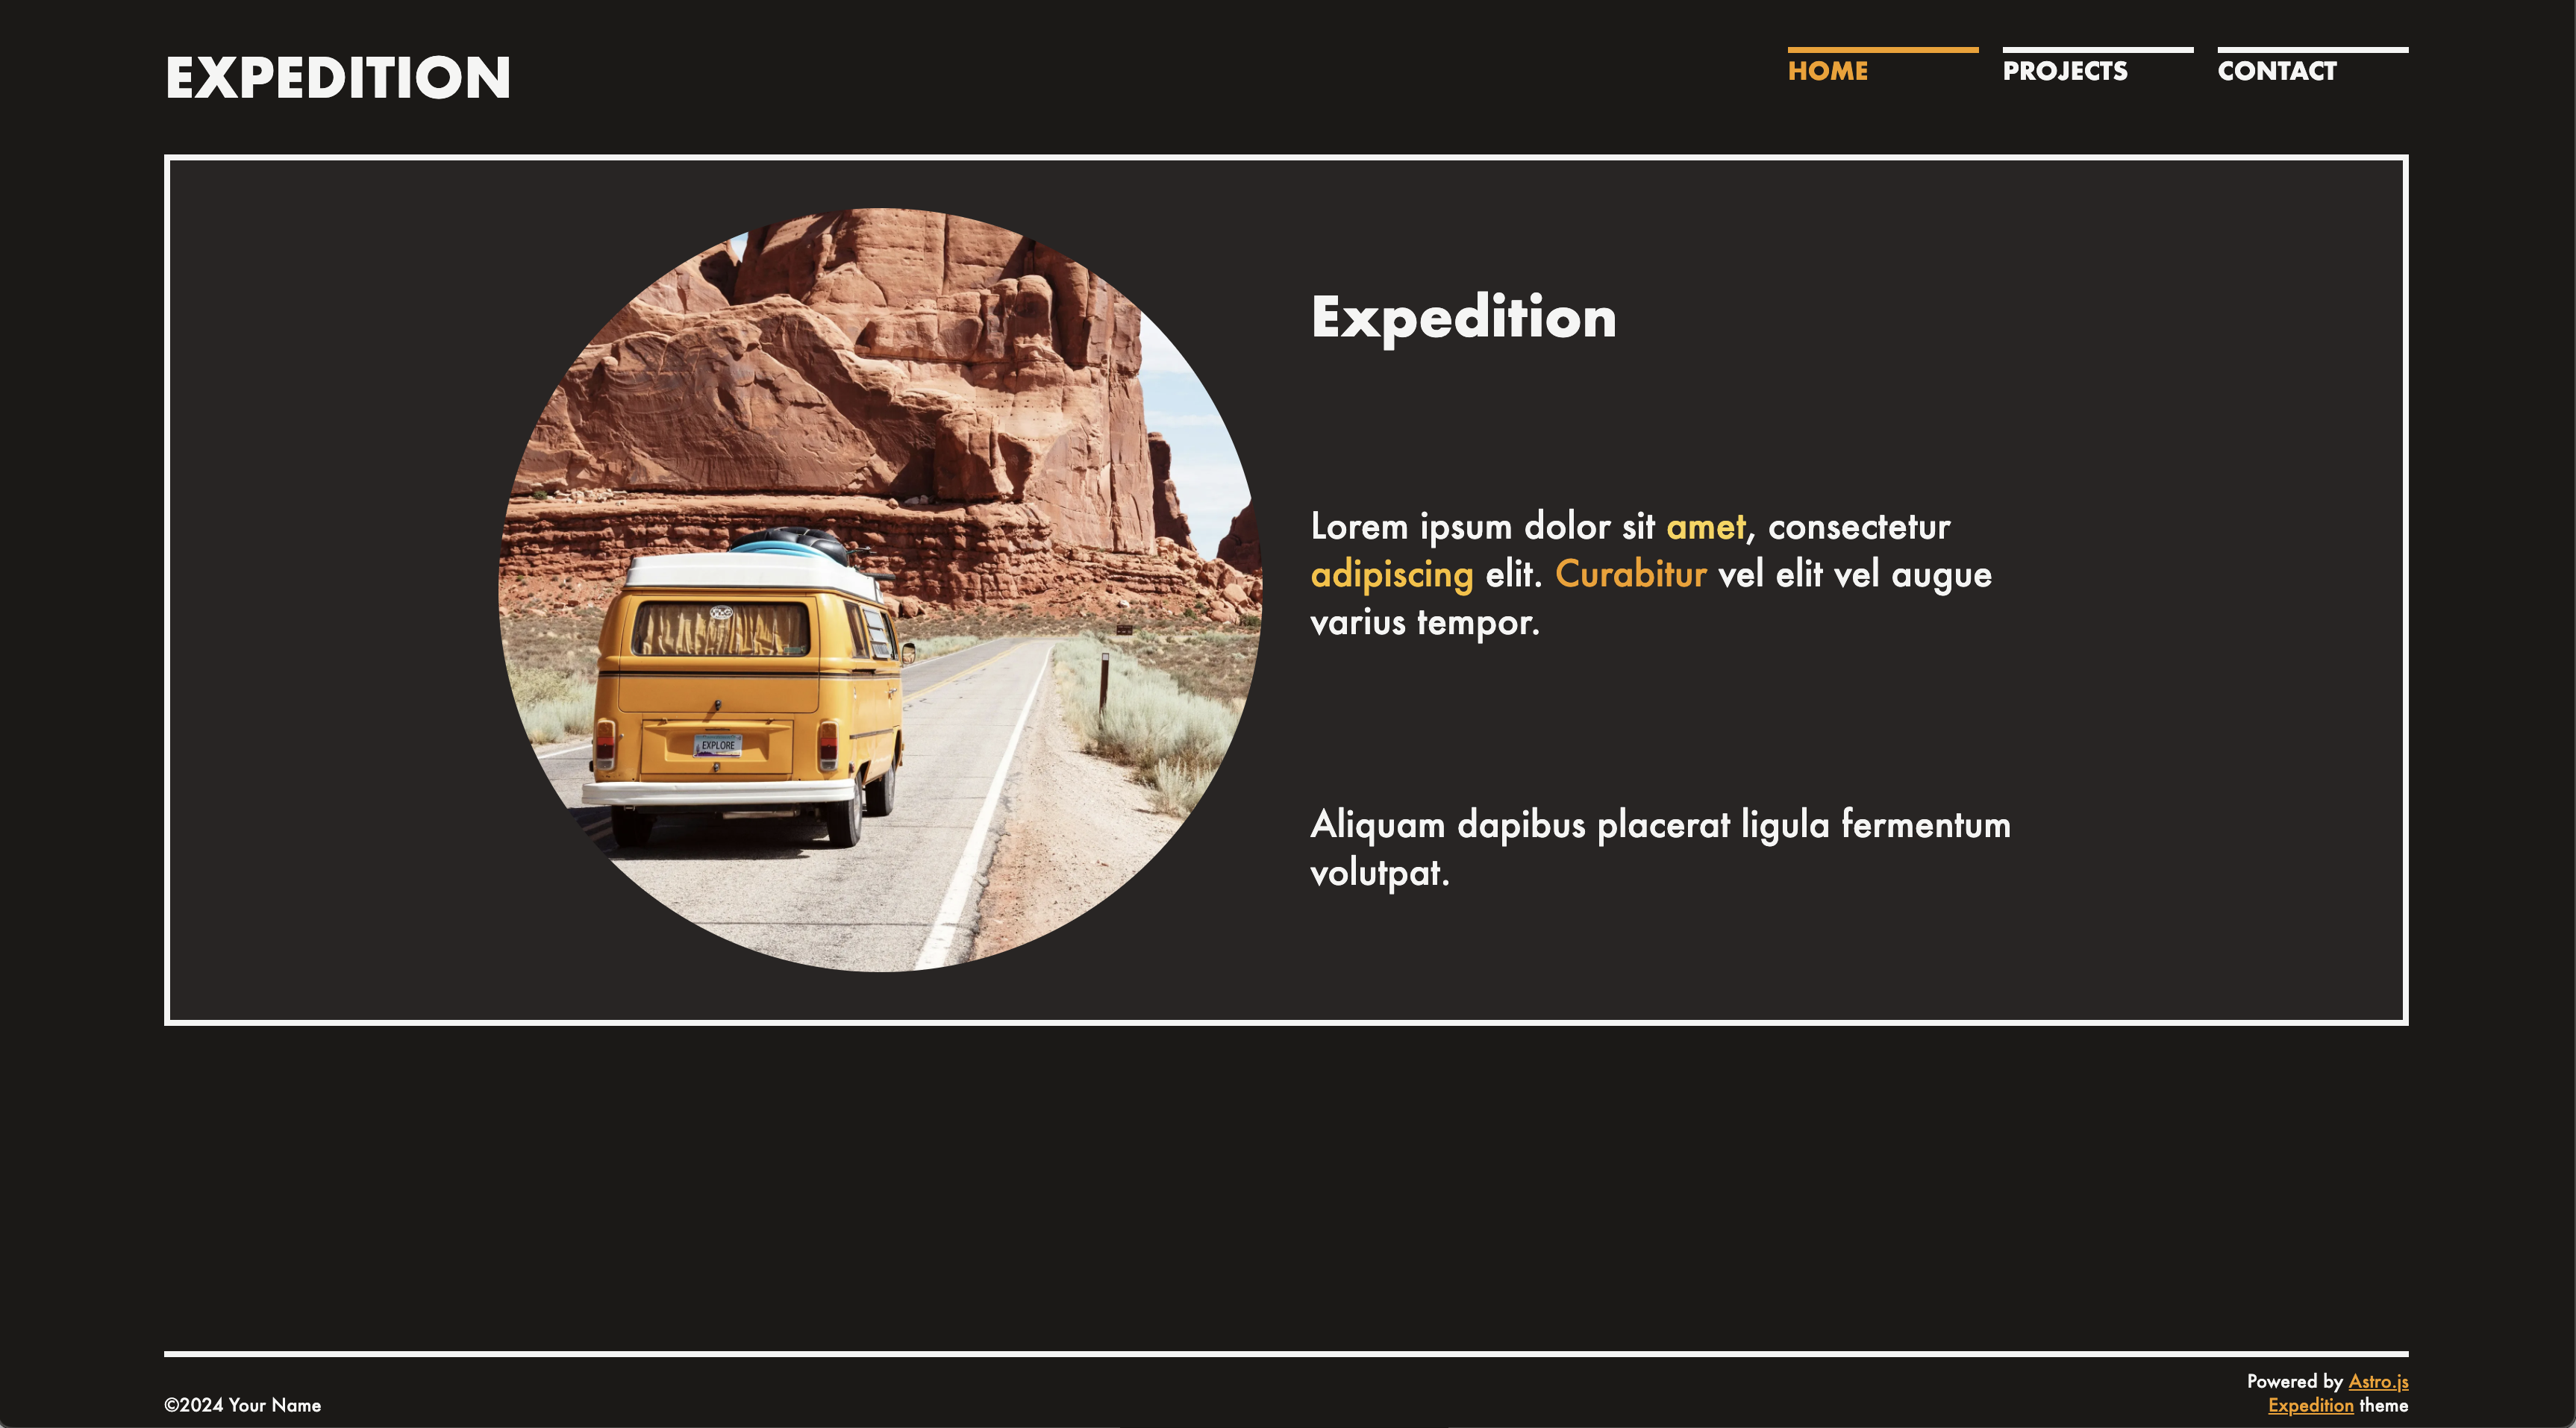 EXPEDITION
HOME
PROJECTS
CONTACT
Expedition
Lorem ipsum dolor sit amet, consectetur
adipiscing elit. Curabitur vel elit vel augue
varius tempor.
EXPLORE
Aliquam dapibus placerat ligula fermentum
volutpat.
©2024 Your Name
Powered by Astro.js
Expedition theme